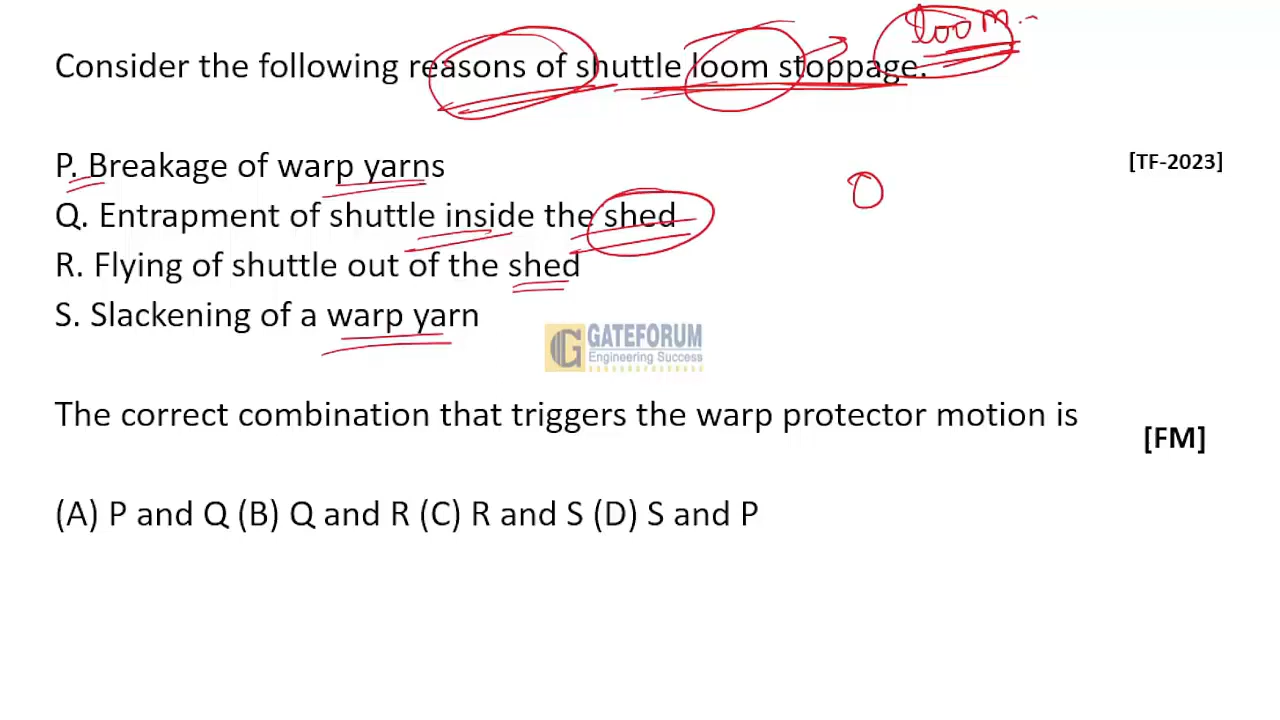 loom
Consider the following reasons of shuttle loom stoppage.
P. Breakage of warp yarns
[TF-2023]
Q. Entrapment of shuttle inside the shed
R. Flying of shuttle out of the shed
S. Slackening of a warp yarn
GATEFORUM
Engineering Success
The correct combination that triggers the warp protector motion is
[FM]
(A) P and Q (B) Q and R (C) R and S (D) S and P